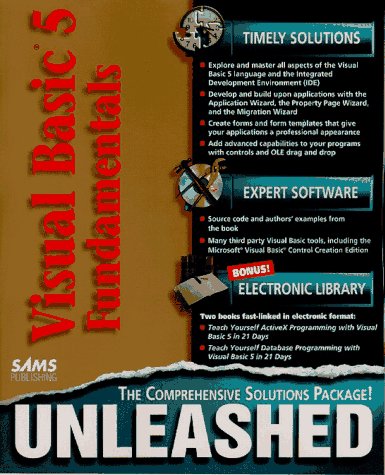 Visual Basic® 5
Fundamentals
TIMELY SOLUTIONS
Explore and master all aspects of the Visual
Basic 5 language and the Integrated
Development Environment (IDE)
Develop and build upon applications with the
Application Wizard, the Property Page Wizard,
and the Migration Wizard
Create forms and form templates that give
your applications a professional appearance
Add advanced capabilities to your programs
with controls and OLE drag and drop
EXPERT SOFTWARE
Source code and authors' examples from
the book
Many third party Visual Basic tools, including the
Microsoft® Visual Basic® Control Creation Edition
BONUS!
ELECTRONIC LIBRARY
Two books fast-linked in electronic format:
Teach Yourself ActiveX Programming with Visual
Basic 5 in 21 Days
Teach Yourself Database Programming with
Visual Basic 5 in 21 Days
SAMS
PUBLISHING
THE COMPREHENSIVE SOLUTIONS PACKAGE!
UNLEASHED